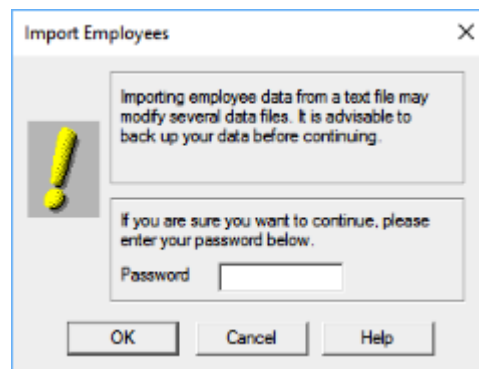 Import Employees
Importing employee data from a text file may
modify several data files. It is advisable to
back up your data before continuing.
If you are sure you want to continue, please
enter your password below.
Password
OK Cancel Help